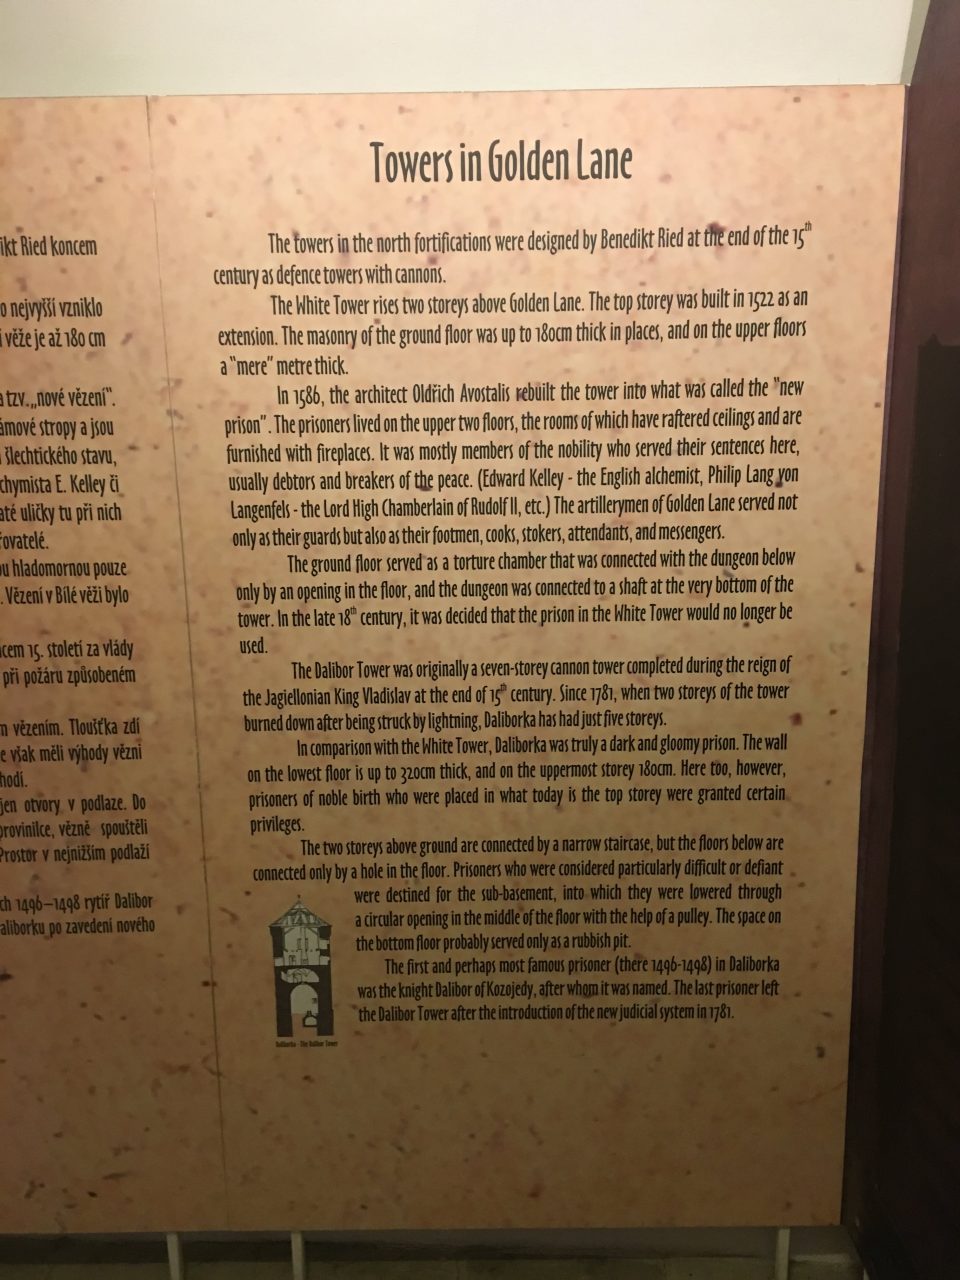 ikt Ried koncem
o nejvyšší vzniklo
í věže je až 180 cm
a tzv. „nové vězení“.
ámové stropy a jsou
i šlechtického stavu,
chymista E. Kelley či
até uličky tu při nich
řovatelé.
ou hladomornou pouze
. Vězení v Bílé věži bylo
cem 15. století za vlády
při požáru způsobeném
m vězením. Tloušťka zdí
e však měli výhody vězni
hodí.
jen otvory v podlaze. Do
provinilce, vězně spouštěli
Prostor v nejnižším podlaží
ch 1496–1498 rytíř Dalibor
aliborku po zavedení nového
Towers in Golden Lane
The towers in the north fortifications were designed by Benedikt Ried at the end of the 15th
century as defence towers with cannons.
The White Tower rises two storeys above Golden Lane. The top storey was built in 1522 as an
extension. The masonry of the ground floor was up to 180cm thick in places, and on the upper floors
a "mere" metre thick.
In 1586, the architect Oldřich Avostalis rebuilt the tower into what was called the "new
prison". The prisoners lived on the upper two floors, the rooms of which have raftered ceilings and are
furnished with fireplaces. It was mostly members of the nobility who served their sentences here,
usually debtors and breakers of the peace. (Edward Kelley - the English alchemist, Philip Lang von
Langenfels - the Lord High Chamberlain of Rudolf II, etc.) The artillerymen of Golden Lane served not
only as their guards but also as their footmen, cooks, stokers, attendants, and messengers.
The ground floor served as a torture chamber that was connected with the dungeon below
only by an opening in the floor, and the dungeon was connected to a shaft at the very bottom of the
tower. In the late 18th century, it was decided that the prison in the White Tower would no longer be
used.
The Dalibor Tower was originally a seven-storey cannon tower completed during the reign of
the Jagiellonian King Vladislav at the end of 15th century. Since 1781, when two storeys of the tower
burned down after being struck by lightning, Daliborka has had just five storeys.
In comparison with the White Tower, Daliborka was truly a dark and gloomy prison. The wall
on the lowest floor is up to 320cm thick, and on the uppermost storey 180cm. Here too, however,
prisoners of noble birth who were placed in what today is the top storey were granted certain
privileges.
The two storeys above ground are connected by a narrow staircase, but the floors below are
connected only by a hole in the floor. Prisoners who were considered particularly difficult or defiant
were destined for the sub-basement, into which they were lowered through
a circular opening in the middle of the floor with the help of a pulley. The space on
the bottom floor probably served only as a rubbish pit.
The first and perhaps most famous prisoner (there 1496-1498) in Daliborka
was the knight Dalibor of Kozojedy, after whom it was named. The last prisoner left
the Dalibor Tower after the introduction of the new judicial system in 1781.
Daliborka - The Dalibor Tower